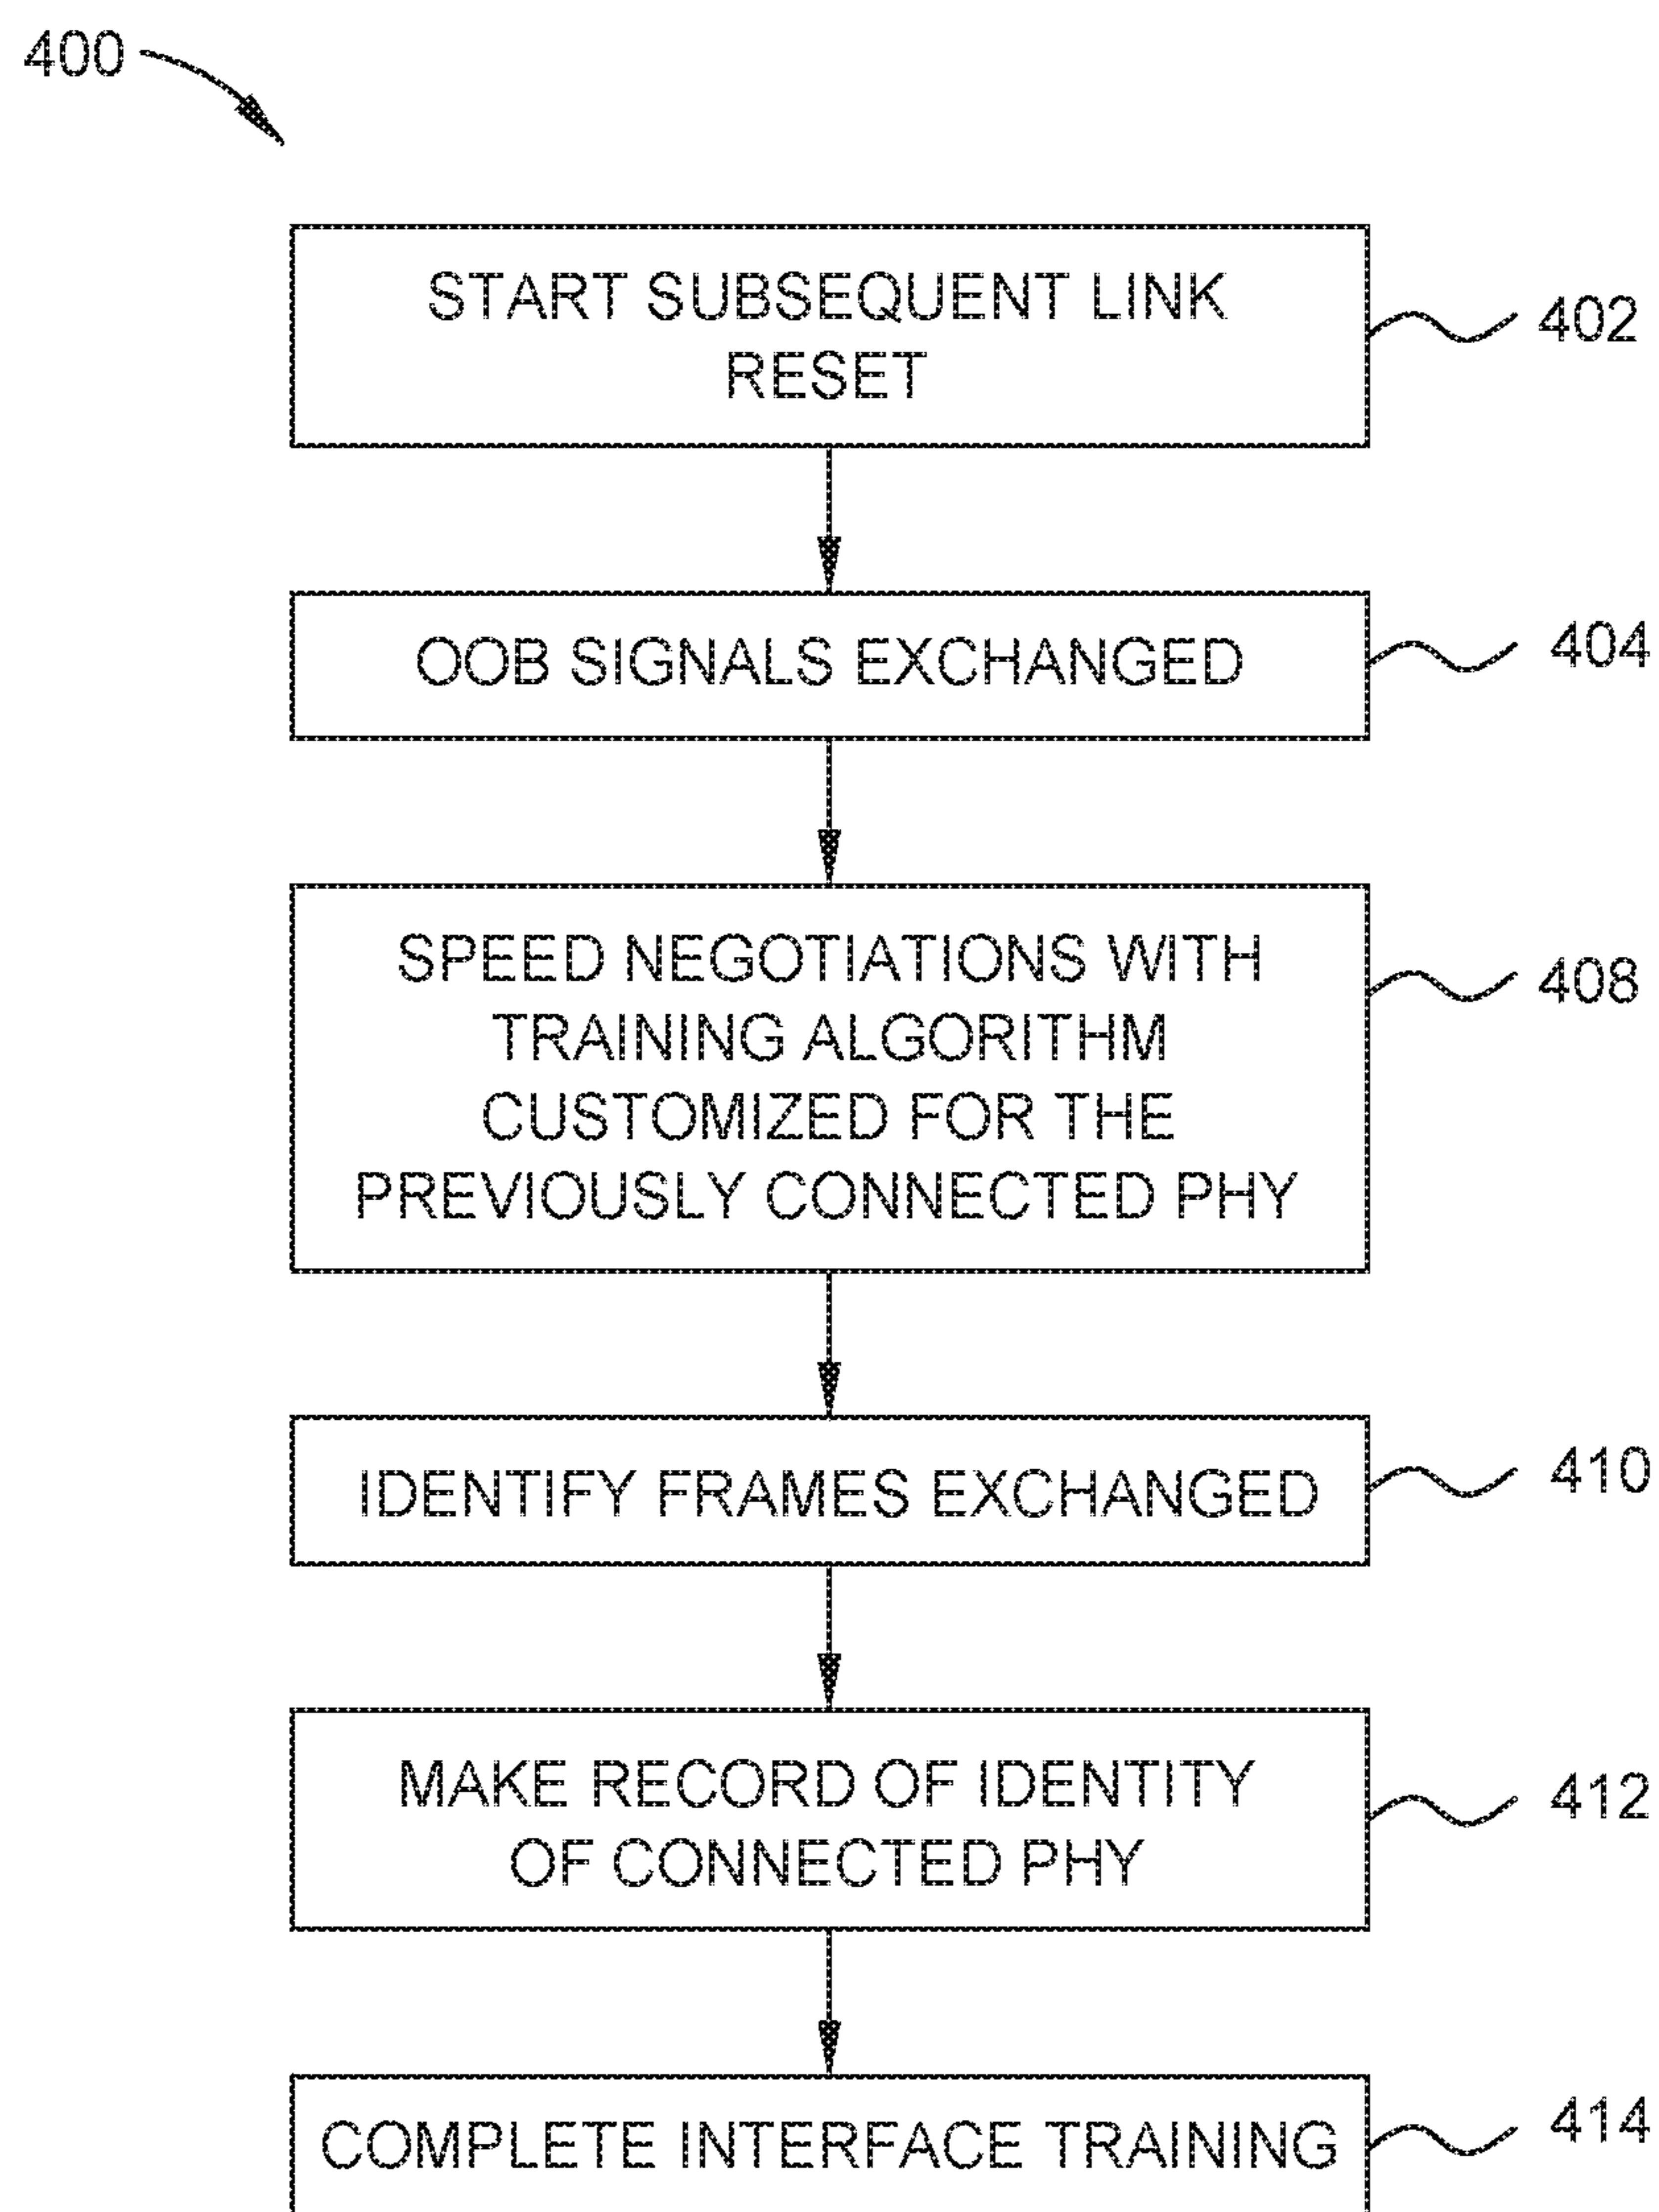 400
START SUBSEQUENT LINK
RESET
402
OOB SIGNALS EXCHANGED
404
SPEED NEGOTIATIONS WITH
TRAINING ALGORITHM
CUSTOMIZED FOR THE
PREVIOUSLY CONNECTED PHY
408
IDENTIFY FRAMES EXCHANGED
410
MAKE RECORD OF IDENTITY
OF CONNECTED PHY
412
COMPLETE INTERFACE TRAINING
414